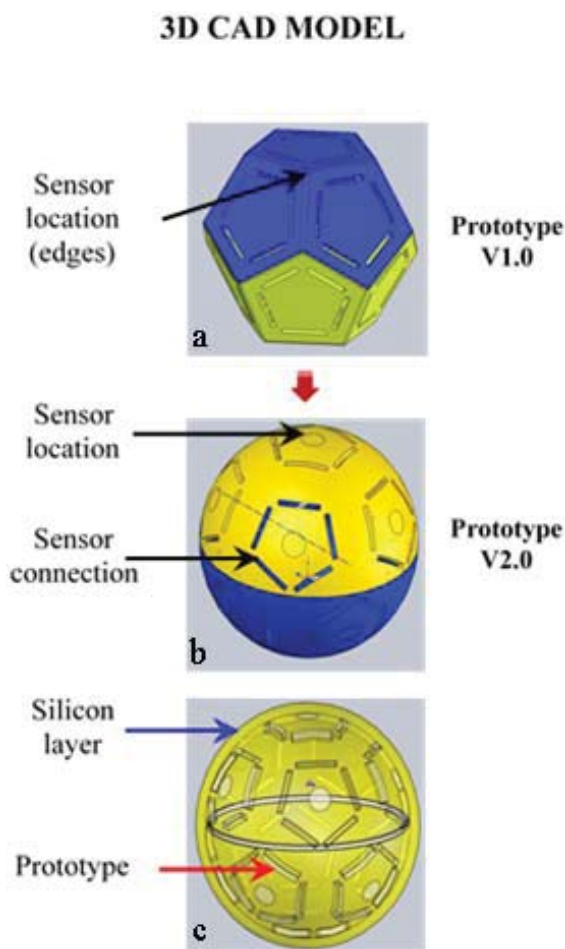 3D CAD MODEL
Sensor
location
(edges)
Prototype
V1.0
a
Sensor
location
Sensor
connection
Prototype
V2.0
b
Silicon
layer
Prototype
c